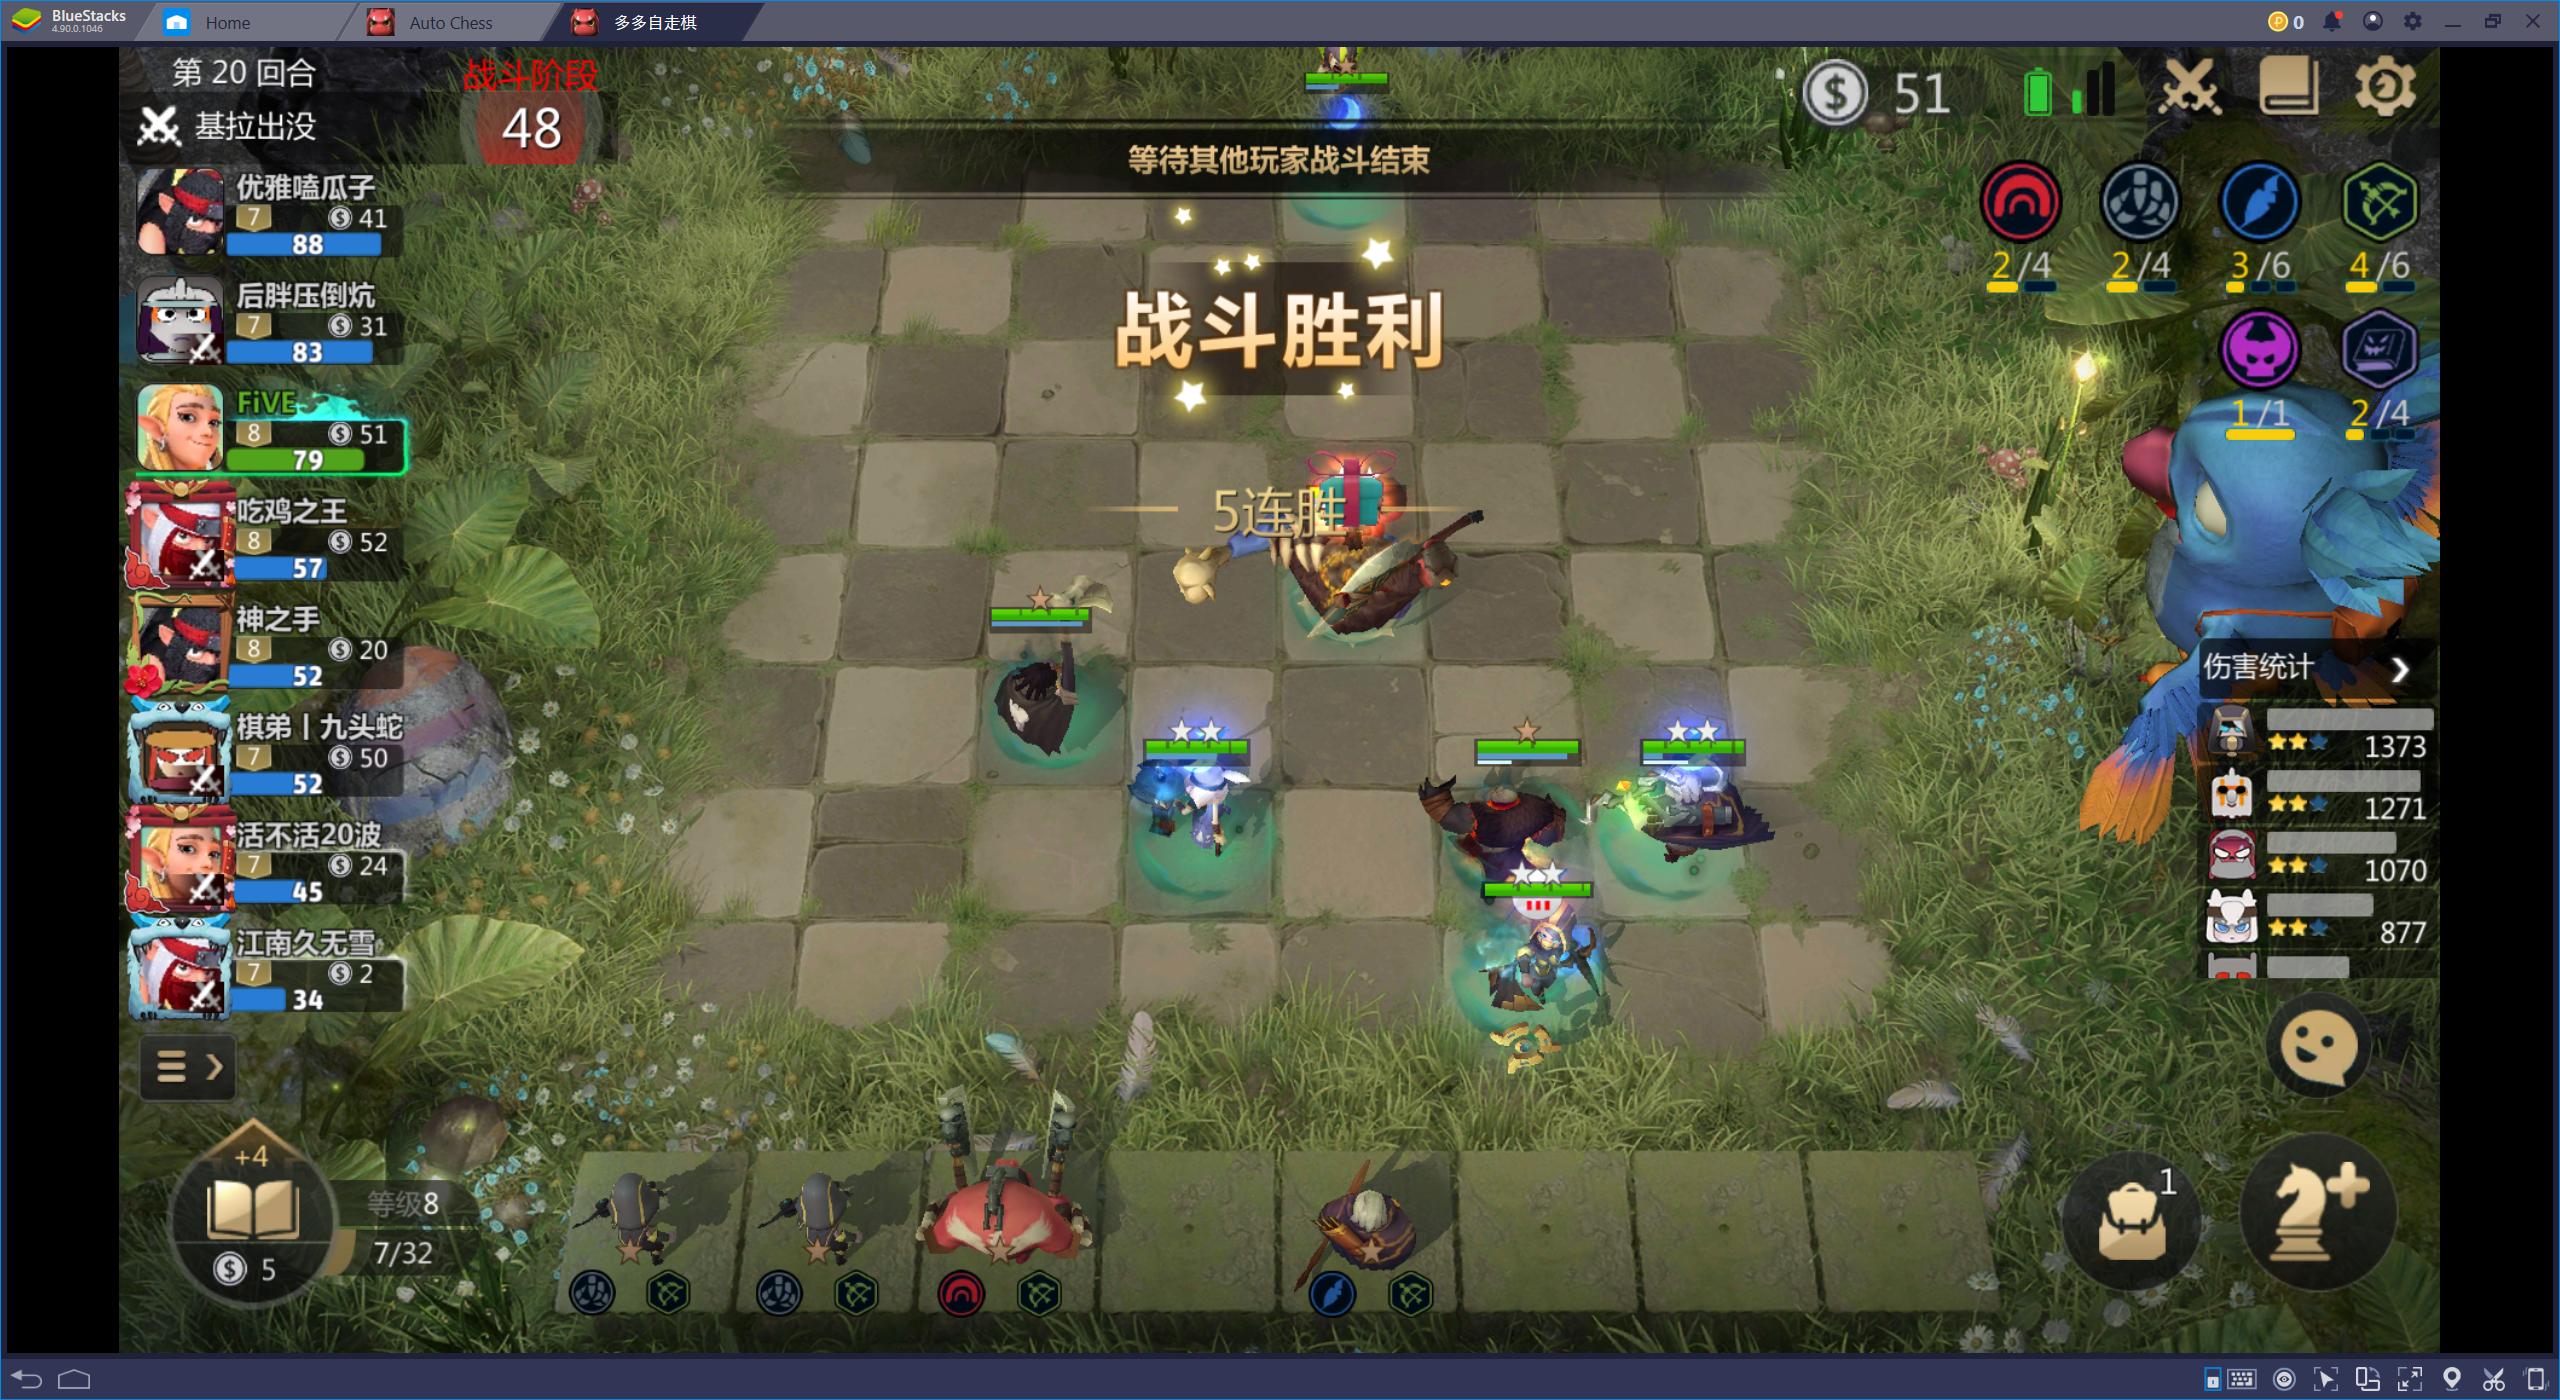 BlueStacks
4.90.0.1046
Home
Auto Chess
多多自走棋
0
第 20 回合
战斗阶段
基拉出没
48
51
等待其他玩家战斗结束
优雅嗑瓜子
7 41
88
后胖压倒炕
7 31
83
FiVE
8 51
79
吃鸡之王
8 52
57
神之手
8 20
52
棋弟丨九头蛇
7 50
52
活不活20波
7 24
45
江南久无雪
7 2
34
战斗胜利
5连胜
2/4 2/4 3/6 4/6
1/1 2/4
伤害统计
1373
1271
1070
877
+4
5
等级8
7/32
1